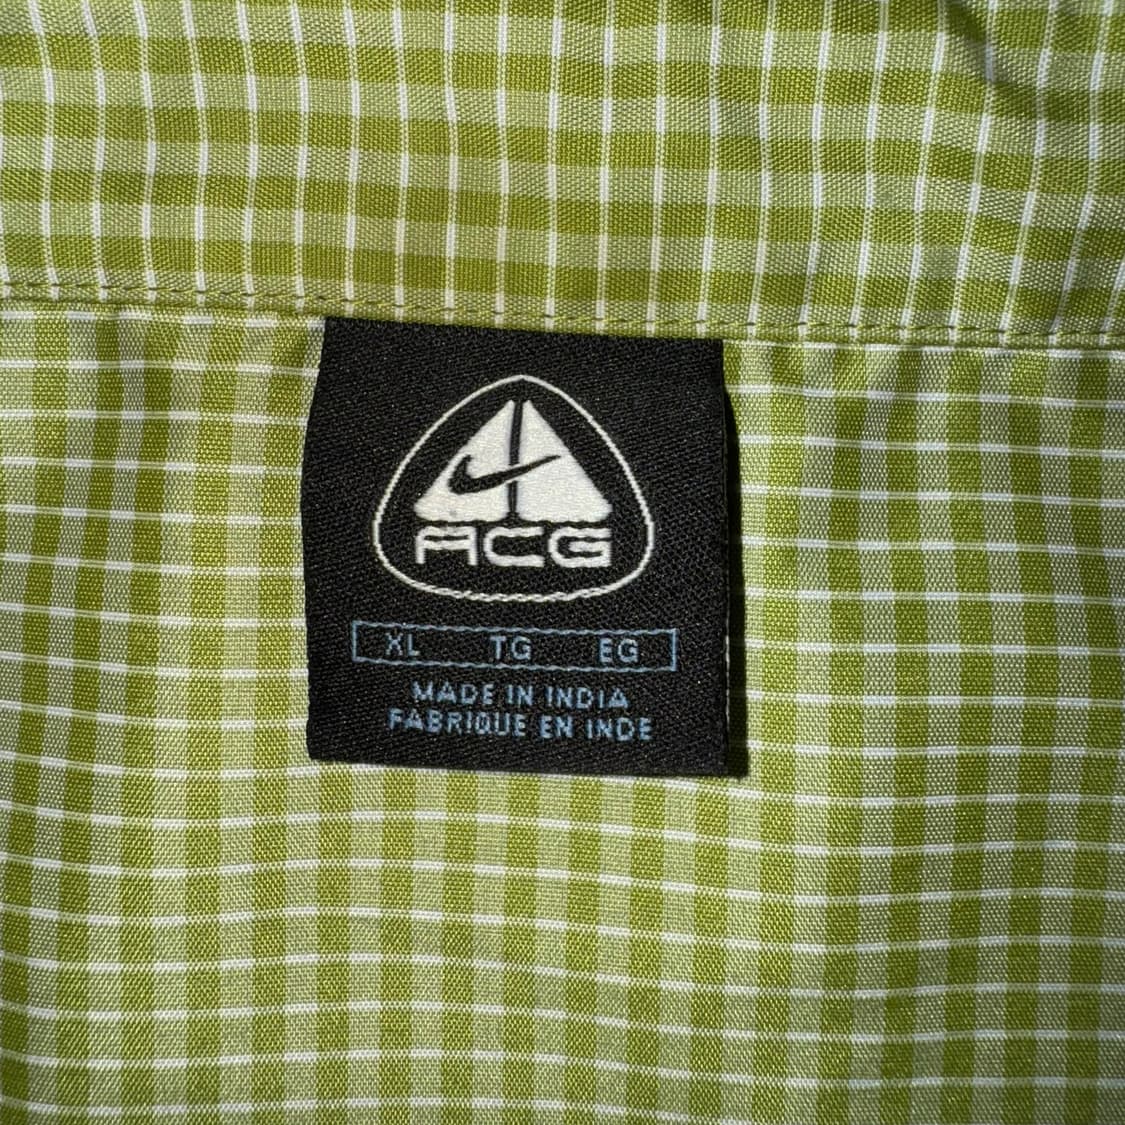 ACG
XL TG EG
MADE IN INDIA
FABRIQUE EN INDE